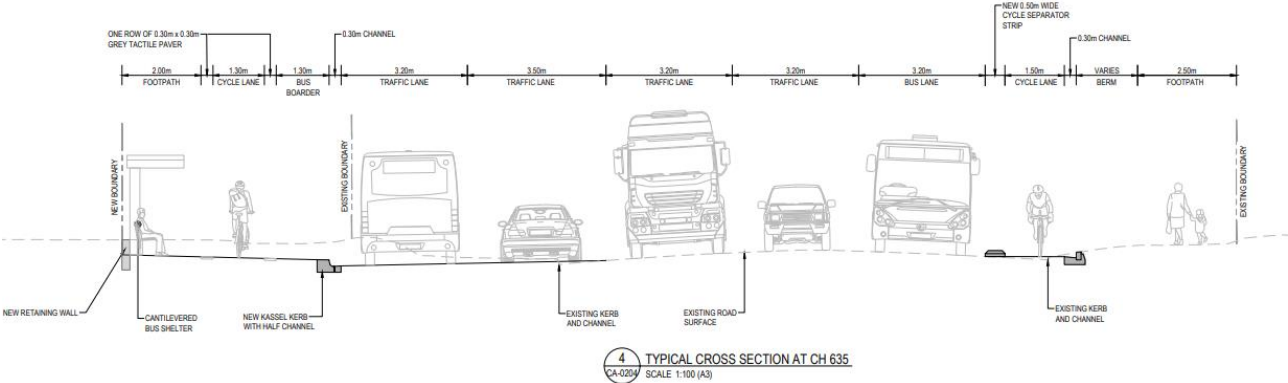 NEW 0.50m WIDE
CYCLE SEPARATOR
STRIP
ONE ROW OF 0.30m x 0.30m
GREY TACTILE PAVER
0.30m CHANNEL
0.30m CHANNEL
2.00m
FOOTPATH
1.30m
CYCLE LANE
1.30m
BUS
BOARDER
3.20m
TRAFFIC LANE
3.50m
TRAFFIC LANE
3.20m
TRAFFIC LANE
3.20m
TRAFFIC LANE
3.20m
BUS LANE
1.50m
CYCLE LANE
VARIES
BERM
2.50m
FOOTPATH
NEW BOUNDARY
EXISTING BOUNDARY
EXISTING BOUNDARY
NEW RETAINING WALL
CANTILEVERED
BUS SHELTER
NEW KASSEL KERB
WITH HALF CHANNEL
EXISTING KERB
AND CHANNEL
EXISTING ROAD
SURFACE
EXISTING KERB
AND CHANNEL
4
CA-0204
TYPICAL CROSS SECTION AT CH 635
SCALE 1:100 (A3)